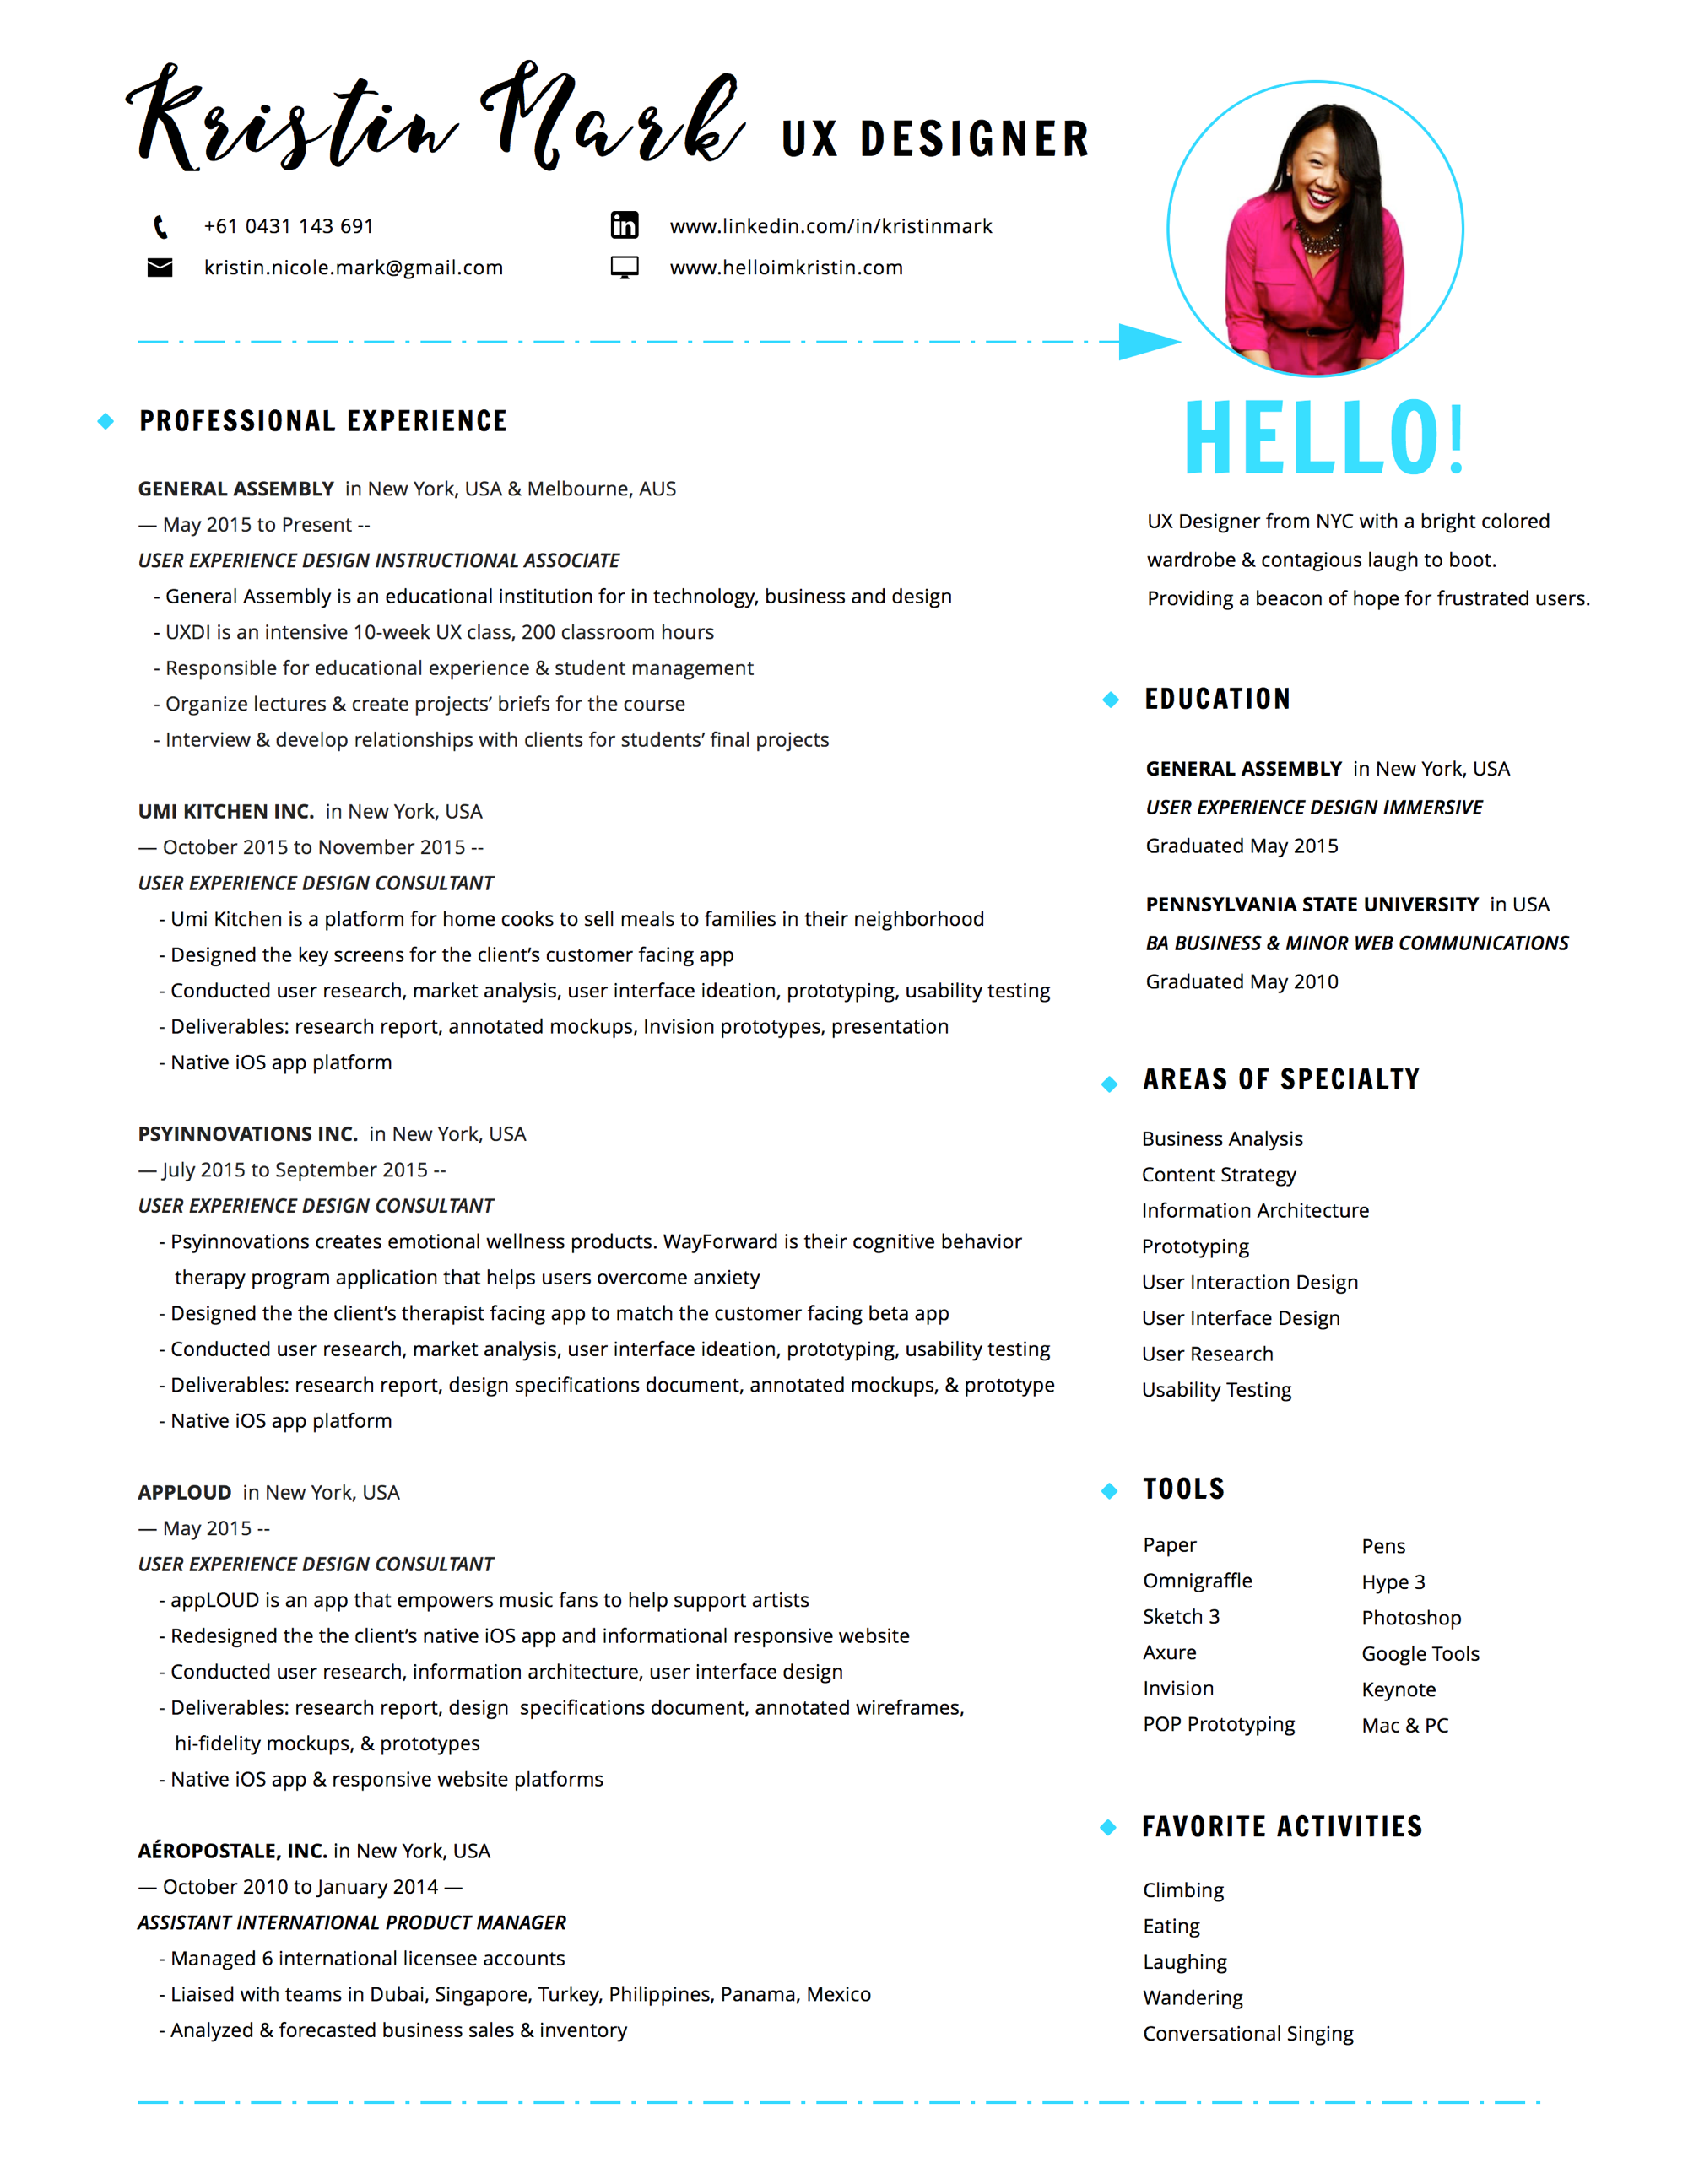 Kristin Mark UX DESIGNER
+61 0431 143 691
www.linkedin.com/in/kristinmark
kristin.nicole.mark@gmail.com
www.helloimkristin.com
PROFESSIONAL EXPERIENCE
GENERAL ASSEMBLY in New York, USA & Melbourne, AUS
— May 2015 to Present --
USER EXPERIENCE DESIGN INSTRUCTIONAL ASSOCIATE
- General Assembly is an educational institution for in technology, business and design
- UXDI is an intensive 10-week UX class, 200 classroom hours
- Responsible for educational experience & student management
- Organize lectures & create projects’ briefs for the course
- Interview & develop relationships with clients for students’ final projects
UMI KITCHEN INC. in New York, USA
— October 2015 to November 2015 --
USER EXPERIENCE DESIGN CONSULTANT
- Umi Kitchen is a platform for home cooks to sell meals to families in their neighborhood
- Designed the key screens for the client’s customer facing app
- Conducted user research, market analysis, user interface ideation, prototyping, usability testing
- Deliverables: research report, annotated mockups, Invision prototypes, presentation
- Native iOS app platform
PSYINNOVATIONS INC. in New York, USA
— July 2015 to September 2015 --
USER EXPERIENCE DESIGN CONSULTANT
- Psyinnovations creates emotional wellness products. WayForward is their cognitive behavior
therapy program application that helps users overcome anxiety
- Designed the the client’s therapist facing app to match the customer facing beta app
- Conducted user research, market analysis, user interface ideation, prototyping, usability testing
- Deliverables: research report, design specifications document, annotated mockups, & prototype
- Native iOS app platform
APPLOUD in New York, USA
— May 2015 --
USER EXPERIENCE DESIGN CONSULTANT
- appLOUD is an app that empowers music fans to help support artists
- Redesigned the the client’s native iOS app and informational responsive website
- Conducted user research, information architecture, user interface design
- Deliverables: research report, design specifications document, annotated wireframes,
hi-fidelity mockups, & prototypes
- Native iOS app & responsive website platforms
AÉROPOSTALE, INC. in New York, USA
— October 2010 to January 2014 —
ASSISTANT INTERNATIONAL PRODUCT MANAGER
- Managed 6 international licensee accounts
- Liaised with teams in Dubai, Singapore, Turkey, Philippines, Panama, Mexico
- Analyzed & forecasted business sales & inventory
HELLO!
UX Designer from NYC with a bright colored
wardrobe & contagious laugh to boot.
Providing a beacon of hope for frustrated users.
EDUCATION
GENERAL ASSEMBLY in New York, USA
USER EXPERIENCE DESIGN IMMERSIVE
Graduated May 2015
PENNSYLVANIA STATE UNIVERSITY in USA
BA BUSINESS & MINOR WEB COMMUNICATIONS
Graduated May 2010
AREAS OF SPECIALTY
Business Analysis
Content Strategy
Information Architecture
Prototyping
User Interaction Design
User Interface Design
User Research
Usability Testing
TOOLS
Paper
Omnigraffle
Sketch 3
Axure
Invision
POP Prototyping
Pens
Hype 3
Photoshop
Google Tools
Keynote
Mac & PC
FAVORITE ACTIVITIES
Climbing
Eating
Laughing
Wandering
Conversational Singing